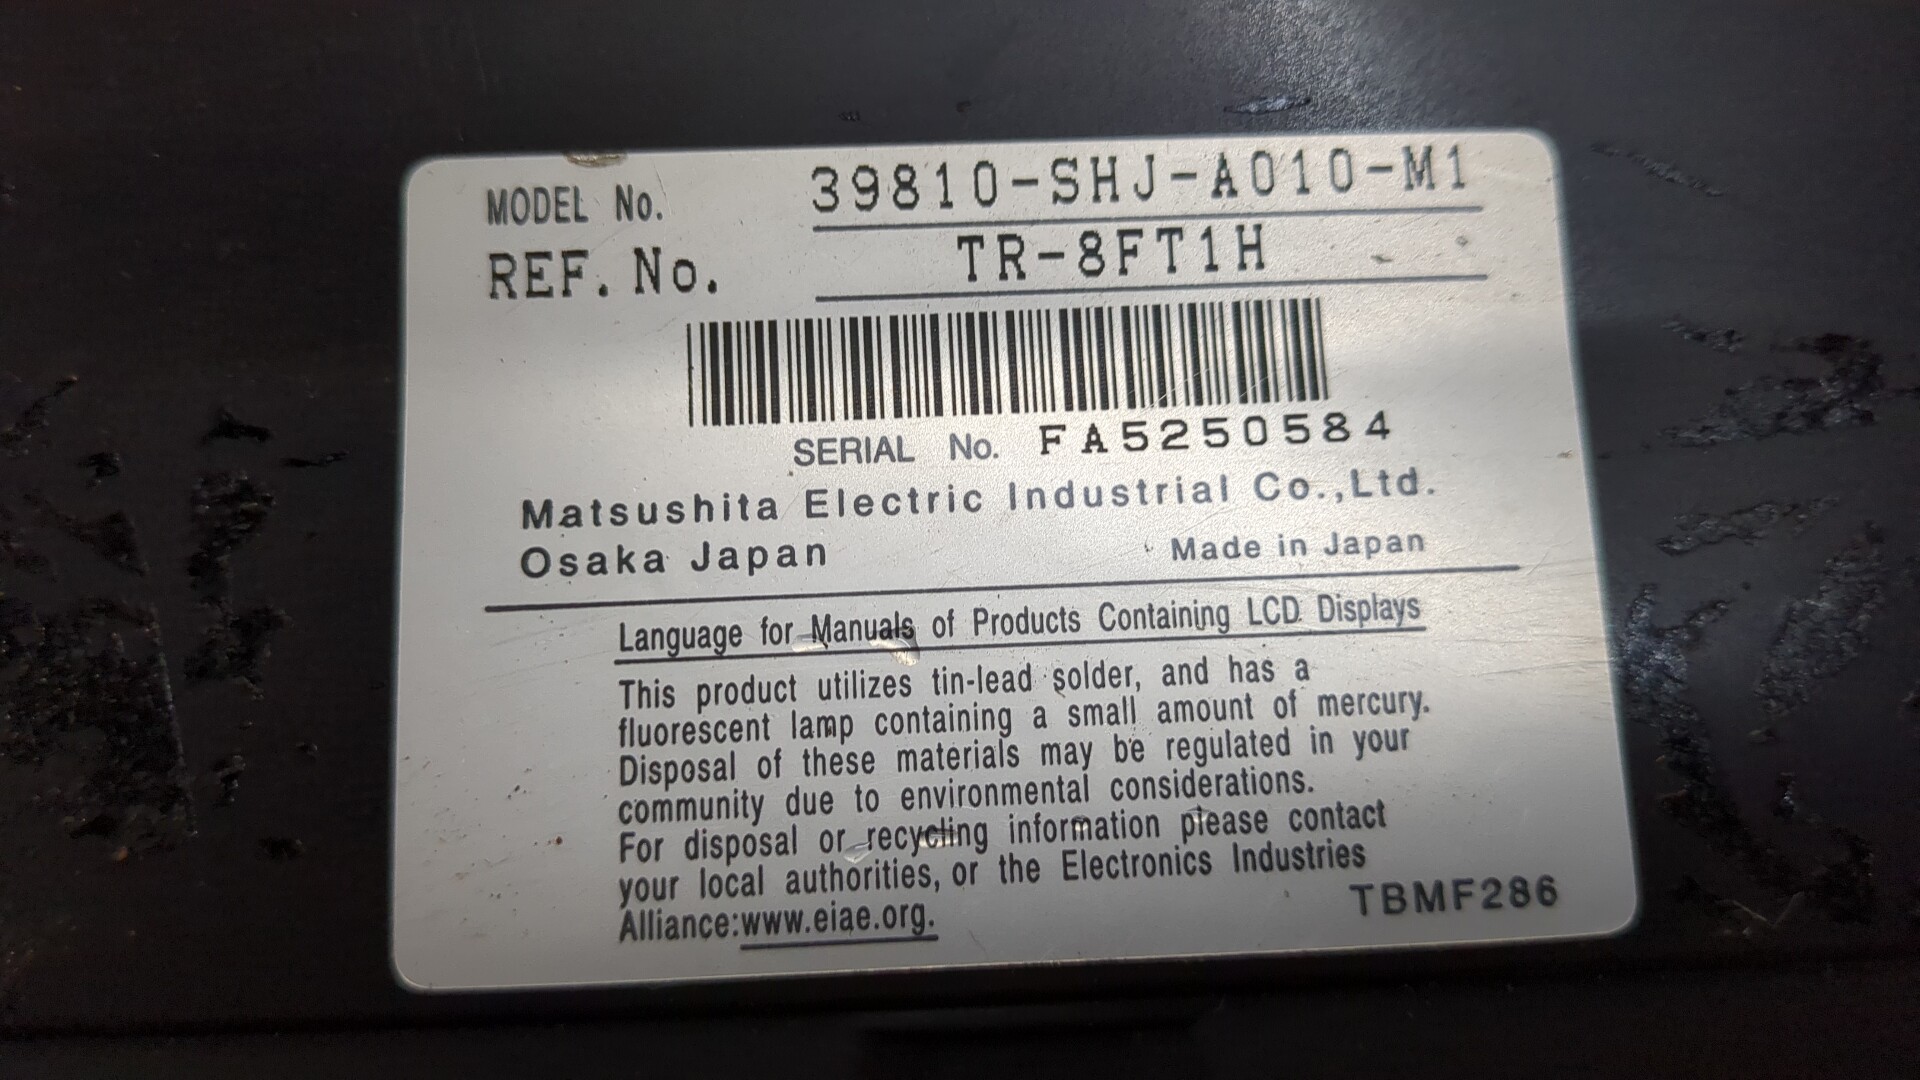 MODEL No. 39810-SHJ-A010-M1
REF. No. TR-8FT1H
SERIAL No. FA5250584
Matsushita Electric Industrial Co.,Ltd.
Osaka Japan Made in Japan
Language for Manuals of Products Containing LCD Displays
This product utilizes tin-lead solder, and has a
fluorescent lamp containing a small amount of mercury.
Disposal of these materials may be regulated in your
community due to environmental considerations.
For disposal or recycling information please contact
your local authorities, or the Electronics Industries
Alliance:www.eiae.org.
TBMF286